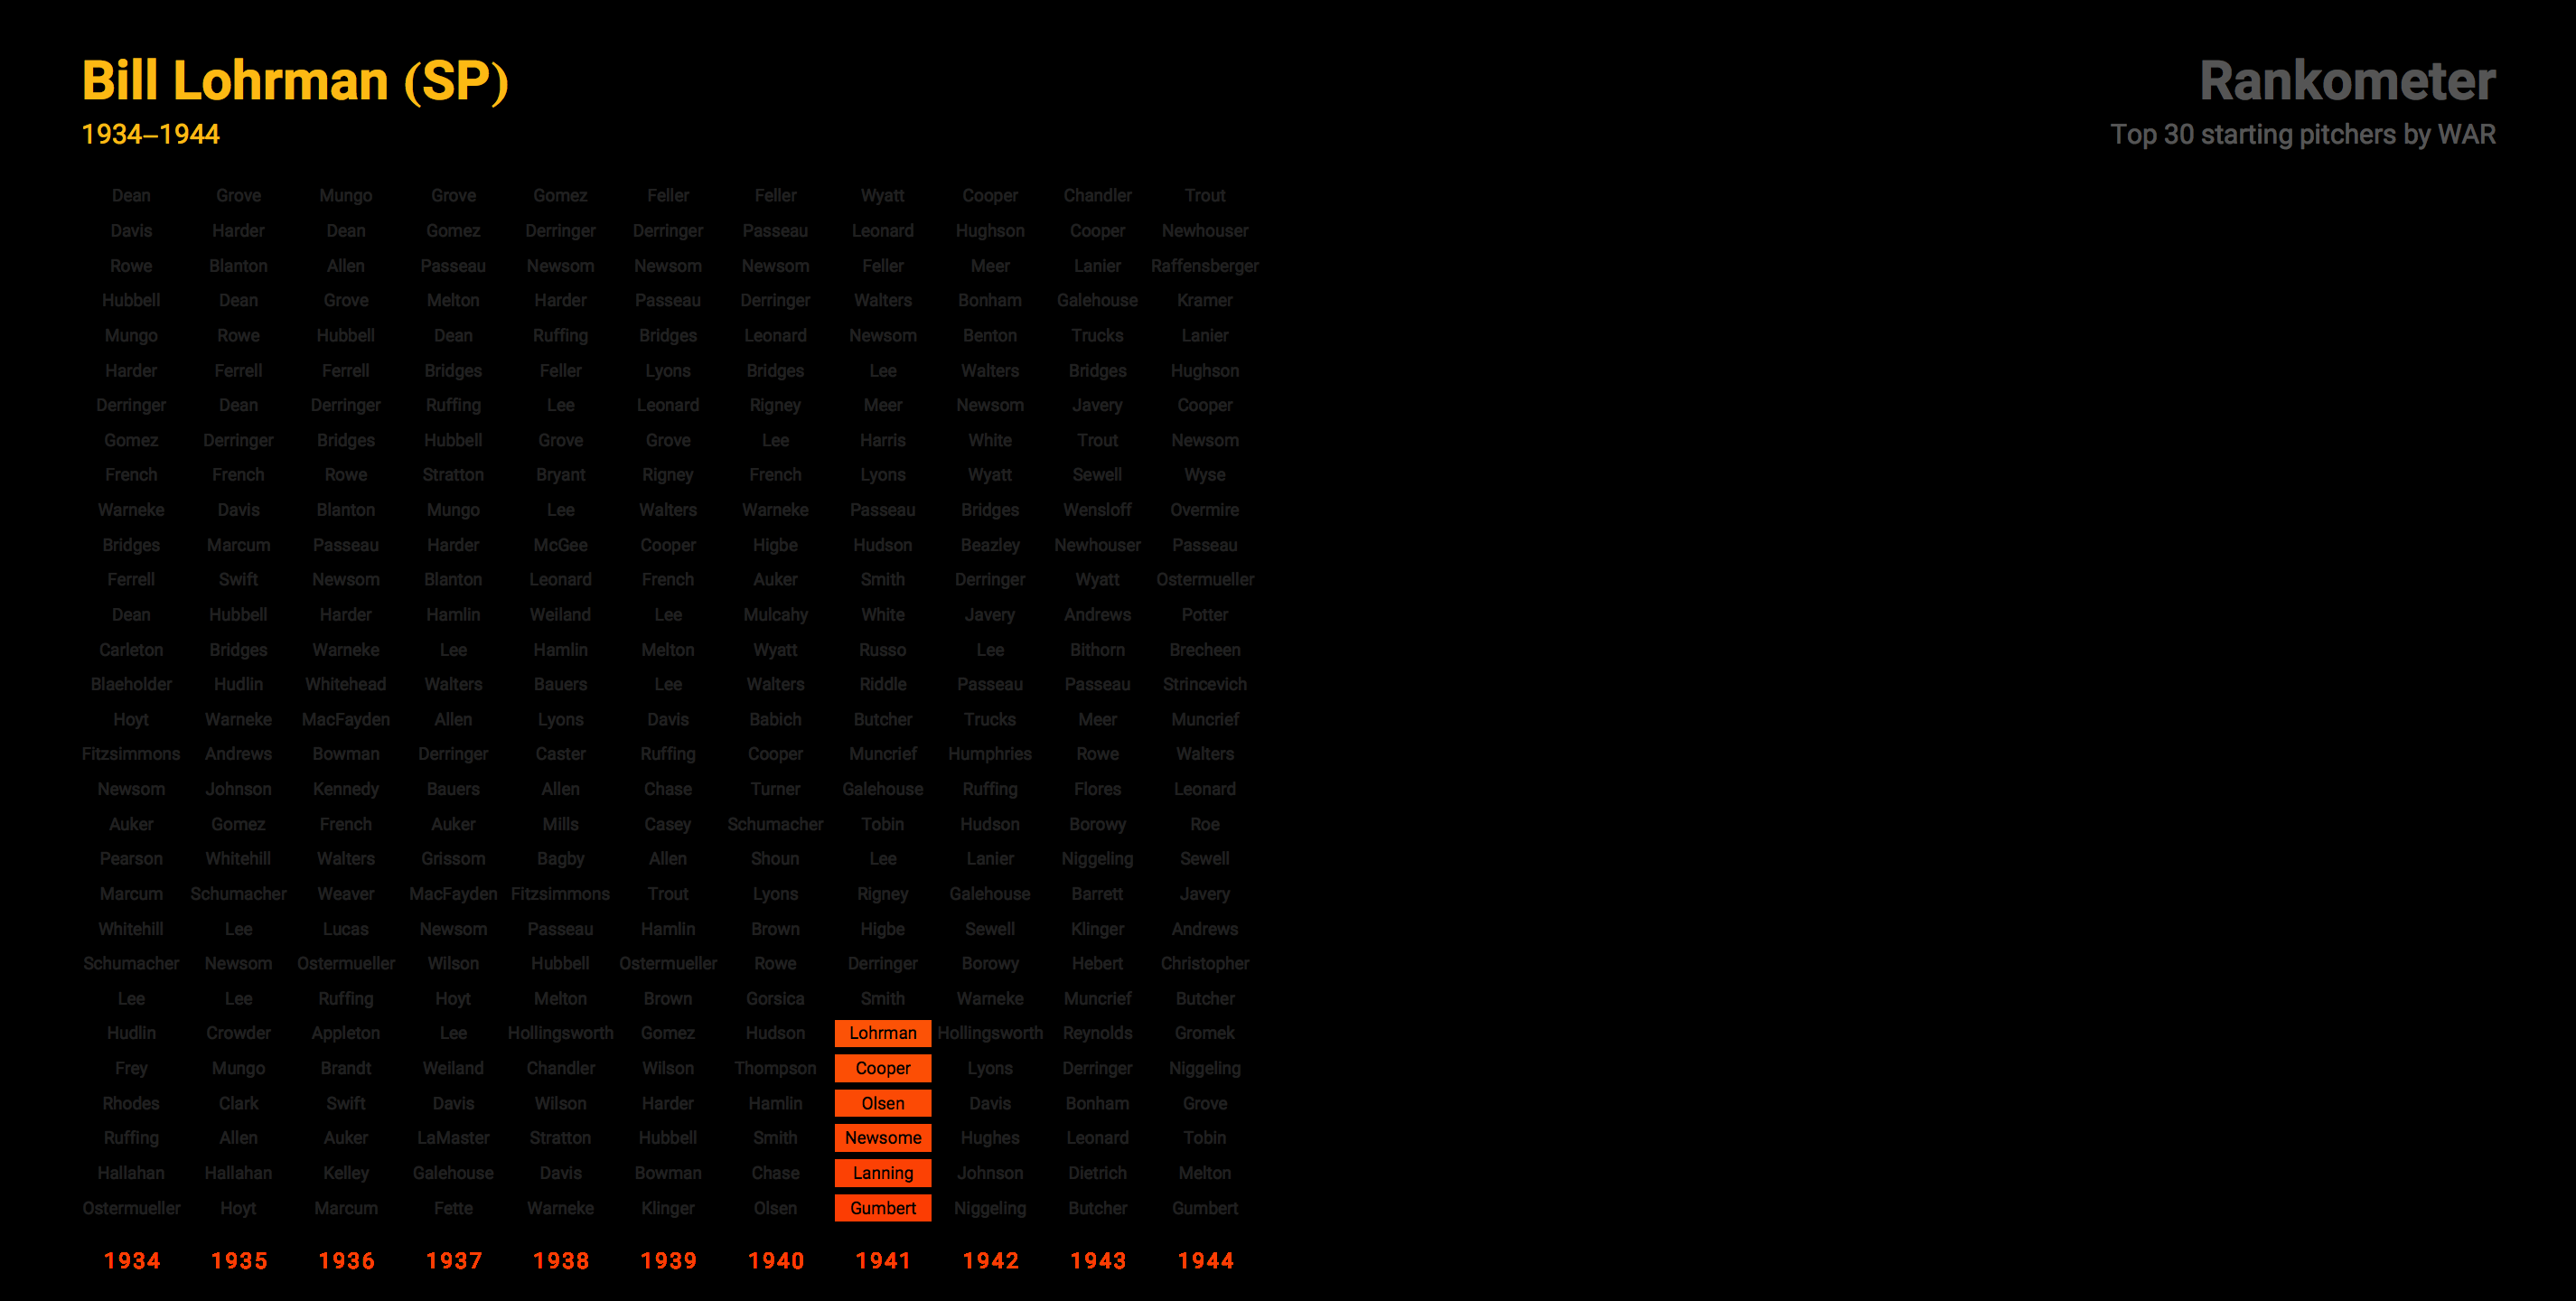 Bill Lohrman (SP)
Rankometer
1934–1944
Top 30 starting pitchers by WAR
Dean Grove Mungo Grove Gomez Feller Feller Wyatt Cooper Chandler Trout
Davis Harder Dean Gomez Derringer Derringer Passeau Leonard Hughson Cooper Newhouser
Rowe Blanton Allen Passeau Newsom Newsom Newsom Feller Meer Lanier Raffensberger
Hubbell Dean Grove Melton Harder Passeau Derringer Walters Bonham Galehouse Kramer
Mungo Rowe Hubbell Dean Ruffing Bridges Leonard Newsom Benton Trucks Lanier
Harder Ferrell Ferrell Bridges Feller Lyons Bridges Lee Walters Bridges Hughson
Derringer Dean Derringer Ruffing Lee Leonard Rigney Meer Newsom Javery Cooper
Gomez Derringer Bridges Hubbell Grove Grove Lee Harris White Trout Newsom
French French Rowe Stratton Bryant Rigney French Lyons Wyatt Sewell Wyse
Warneke Davis Blanton Mungo Lee Walters Warneke Passeau Bridges Wensloff Overmire
Bridges Marcum Passeau Harder McGee Cooper Higbe Hudson Beazley Newhouser Passeau
Ferrell Swift Newsom Blanton Leonard French Auker Smith Derringer Wyatt Ostermueller
Dean Hubbell Harder Hamlin Weiland Lee Mulcahy White Javery Andrews Potter
Carleton Bridges Warneke Lee Hamlin Melton Wyatt Russo Lee Bithorn Brecheen
Blaeholder Hudlin Whitehead Walters Bauers Lee Walters Riddle Passeau Passeau Strincevich
Hoyt Warneke MacFayden Allen Lyons Davis Babich Butcher Trucks Meer Muncrief
Fitzsimmons Andrews Bowman Derringer Caster Ruffing Cooper Muncrief Humphries Rowe Walters
Newsom Johnson Kennedy Bauers Allen Chase Turner Galehouse Ruffing Flores Leonard
Auker Gomez French Auker Mills Casey Schumacher Tobin Hudson Borowy Roe
Pearson Whitehill Walters Grissom Bagby Allen Shoun Lee Lanier Niggeling Sewell
Marcum Schumacher Weaver MacFayden Fitzsimmons Trout Lyons Rigney Galehouse Barrett Javery
Whitehill Lee Lucas Newsom Passeau Hamlin Brown Higbe Sewell Klinger Andrews
Schumacher Newsom Ostermueller Wilson Hubbell Ostermueller Rowe Derringer Borowy Hebert Christopher
Lee Lee Ruffing Hoyt Melton Brown Gorsica Smith Warneke Muncrief Butcher
Hudlin Crowder Appleton Lee Hollingsworth Gomez Hudson Lohrman Hollingsworth Reynolds Gromek
Frey Mungo Brandt Weiland Chandler Wilson Thompson Cooper Lyons Derringer Niggeling
Rhodes Clark Swift Davis Wilson Harder Hamlin Olsen Davis Bonham Grove
Ruffing Allen Auker LaMaster Stratton Hubbell Smith Newsome Hughes Leonard Tobin
Hallahan Hallahan Kelley Galehouse Davis Bowman Chase Lanning Johnson Dietrich Melton
Ostermueller Hoyt Marcum Fette Warneke Klinger Olsen Gumbert Niggeling Butcher Gumbert
1934 1935 1936 1937 1938 1939 1940 1941 1942 1943 1944